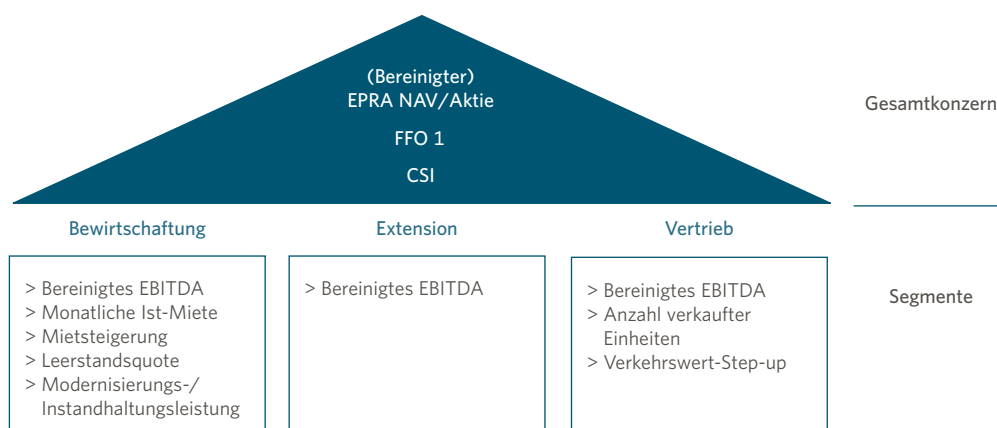 (Bereinigter)
EPRA NAV/Aktie
FFO 1
CSI
Gesamtkonzern
Bewirtschaftung
> Bereinigtes EBITDA
> Monatliche Ist-Miete
> Mietsteigerung
> Leerstandsquote
> Modernisierungs-/
Instandhaltungsleistung
Extension
> Bereinigtes EBITDA
Vertrieb
> Bereinigtes EBITDA
> Anzahl verkaufter
Einheiten
> Verkehrswert-Step-up
Segmente